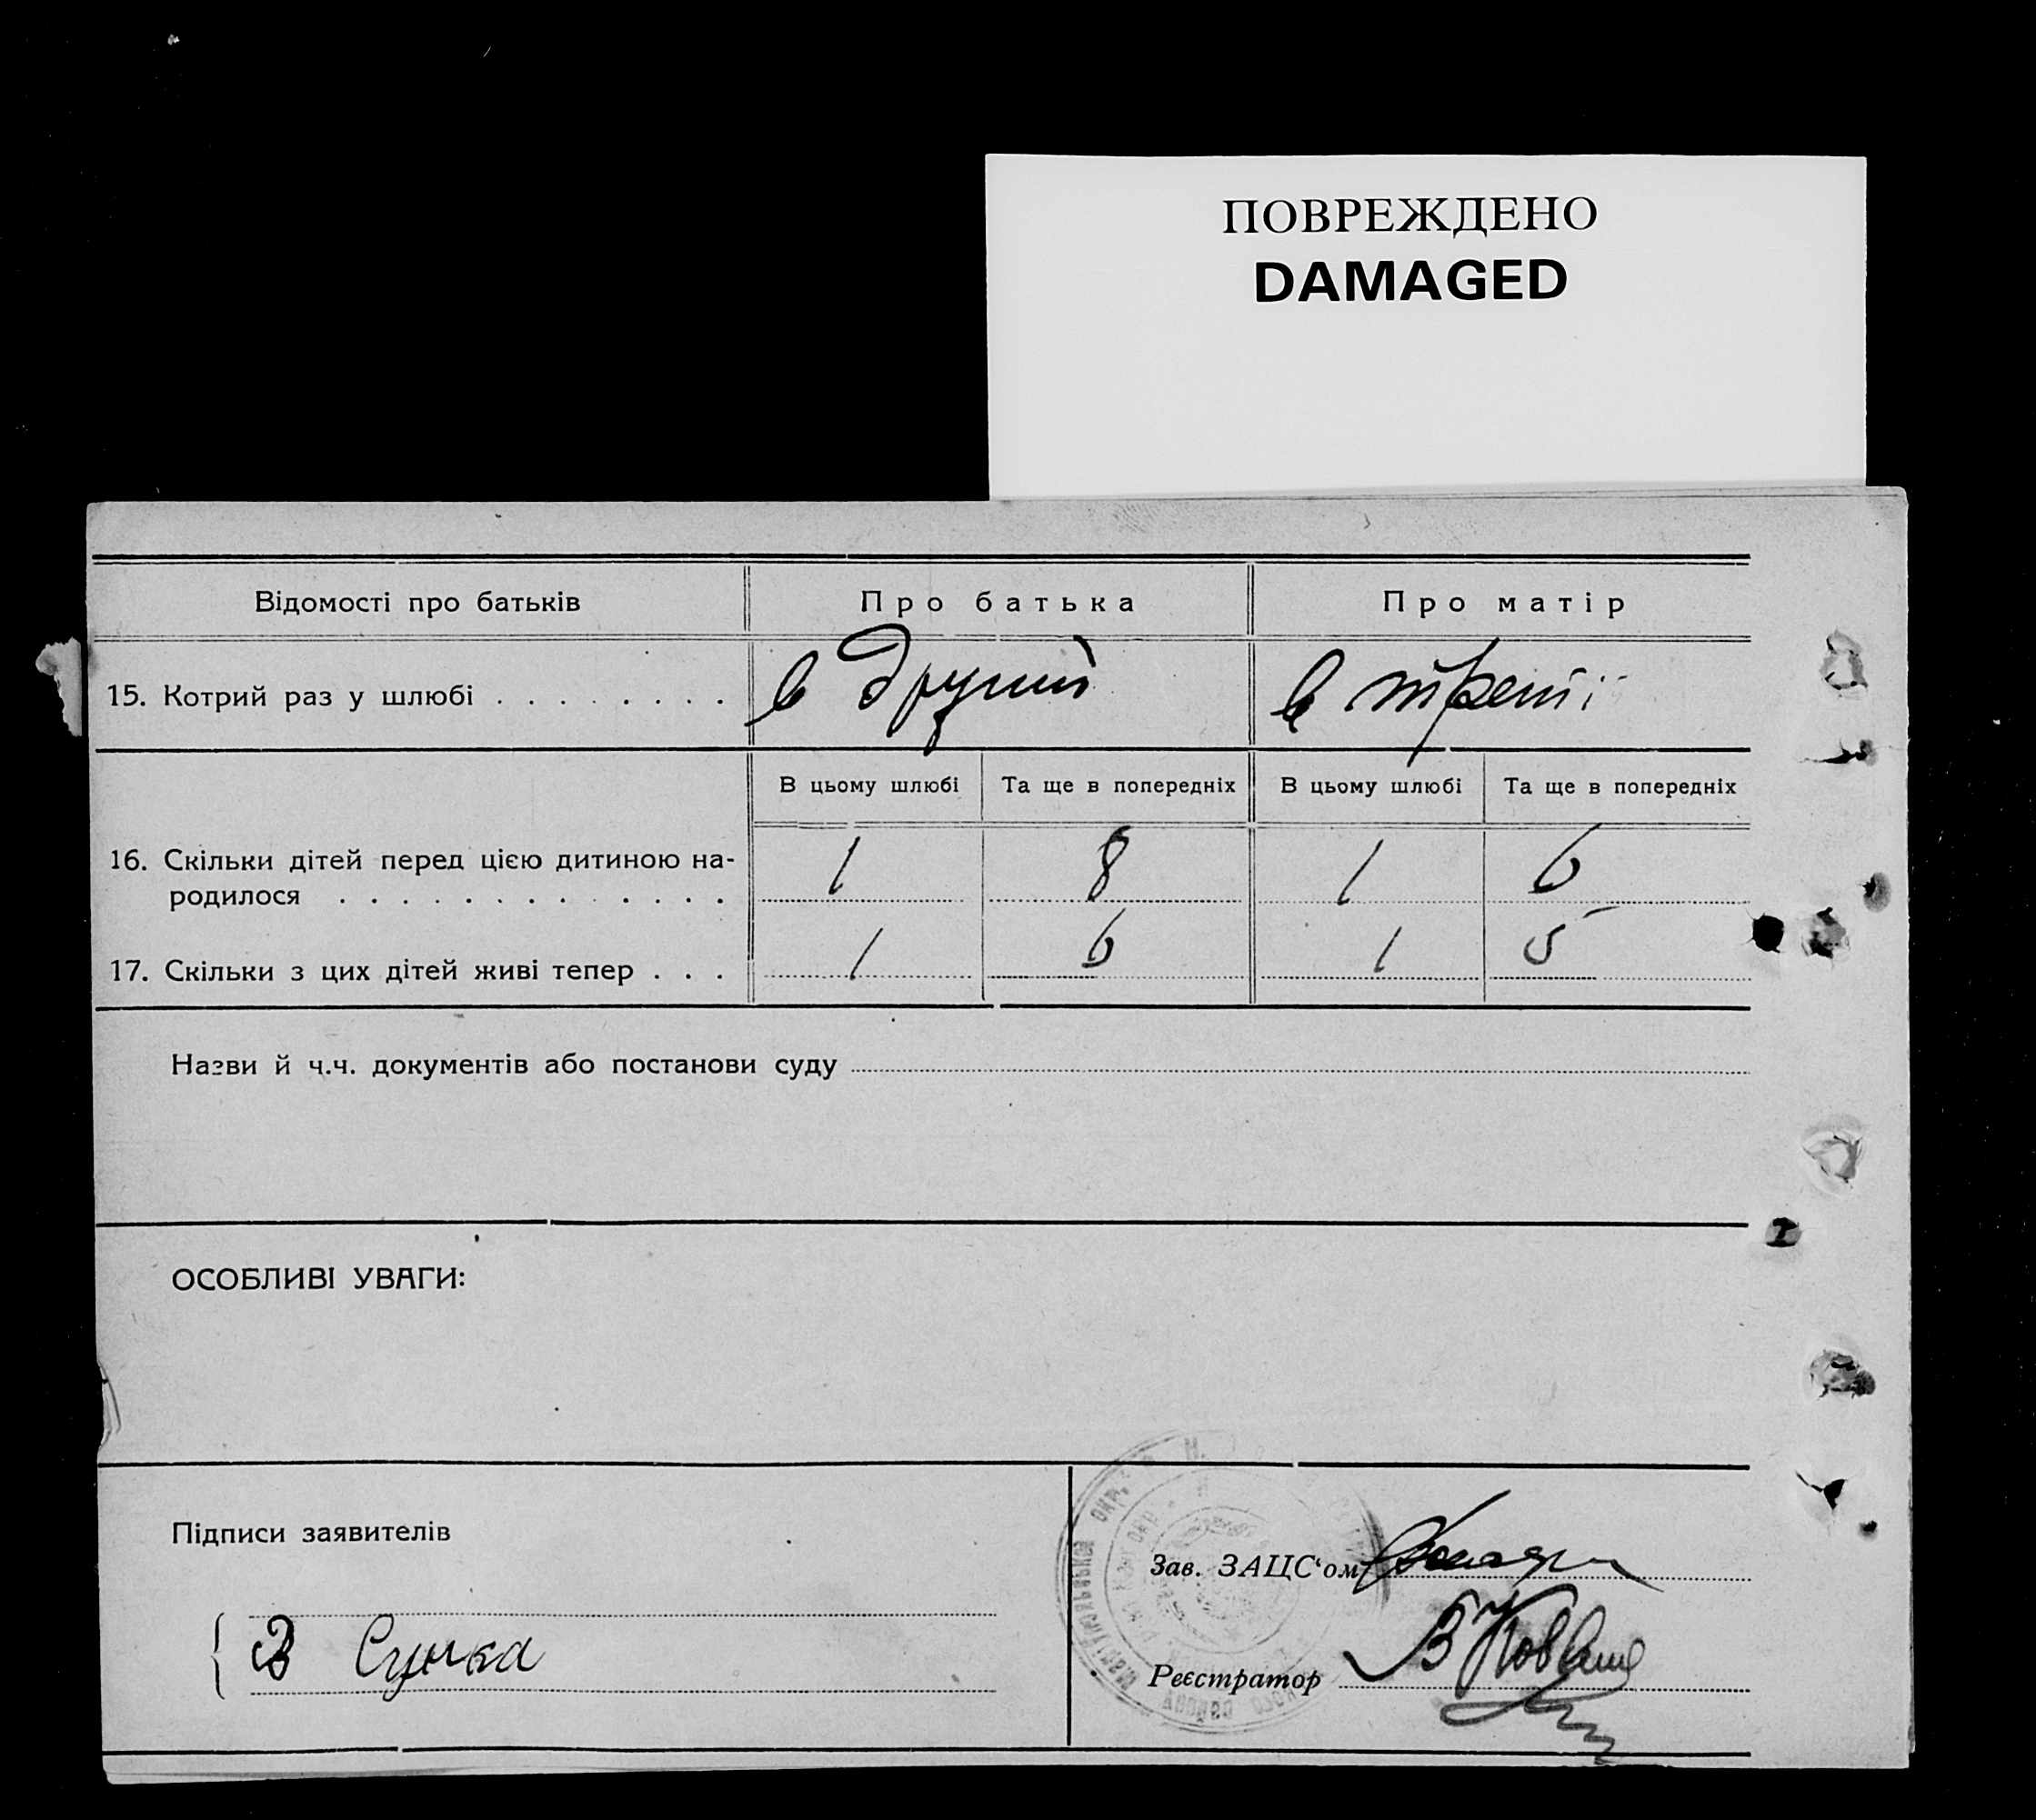 ПОВРЕЖДЕНО
DAMAGED
Відомості про батьків Про батька Про матір
15. Котрий раз у шлюбі . . . . . . . . в другий в третій
В цьому шлюбі Та ще в попередніх В цьому шлюбі Та ще в попередніх
16. Скільки дітей перед цією дитиною на-
родилося . . . . . . . . . . . . . 1 8 1 6
17. Скільки з цих дітей живі тепер . . . 1 6 1 5
Назви й ч.ч. документів або постанови суду
ОСОБЛИВІ УВАГИ:
Підписи заявителів
Зав. ЗАЦС'ом
Реєстратор